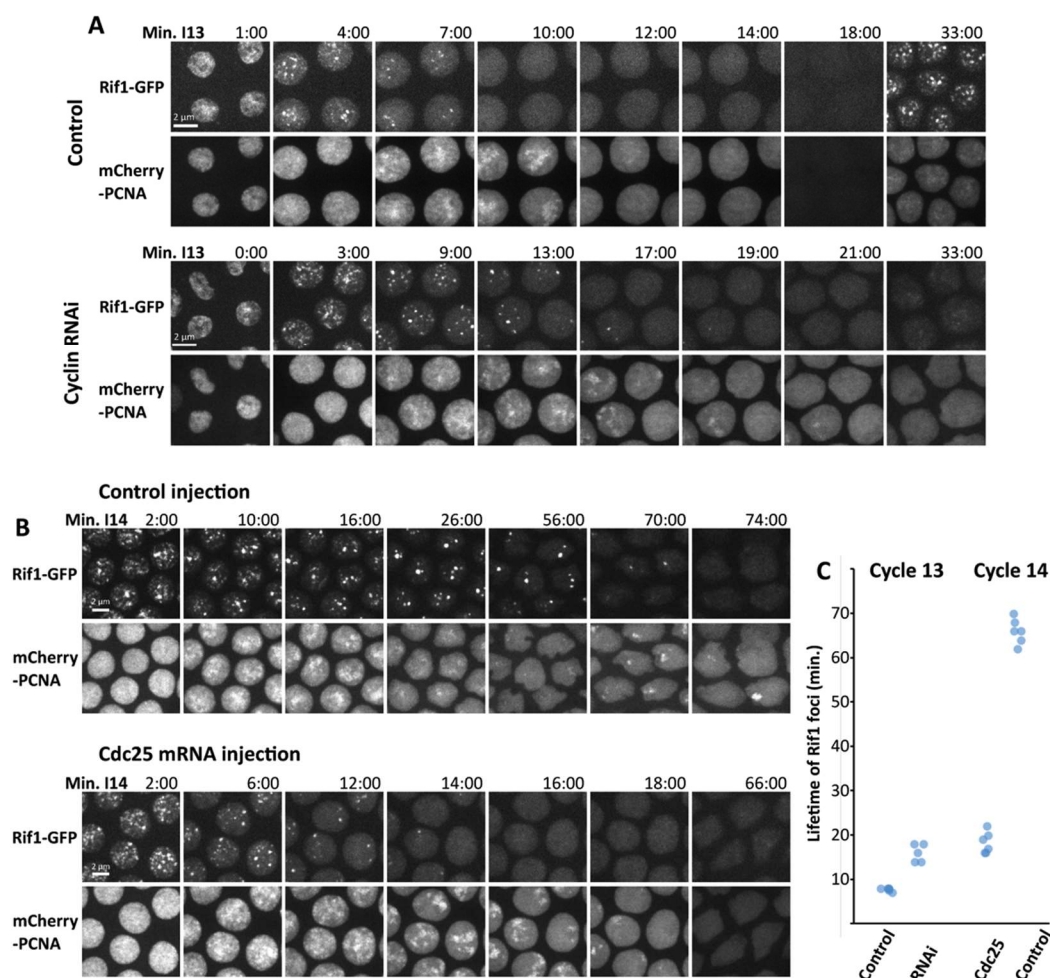 A
Min. I13 1:00 4:00 7:00 10:00 12:00 14:00 18:00 33:00
Control
Rif1-GFP
2 µm
mCherry
-PCNA
Min. I13 0:00 3:00 9:00 13:00 17:00 19:00 21:00 33:00
Cyclin RNAi
Rif1-GFP
2 µm
mCherry
-PCNA
Control injection
B
Min. I14 2:00 10:00 16:00 26:00 56:00 70:00 74:00
Rif1-GFP
2 µm
mCherry
-PCNA
Cdc25 mRNA injection
Min. I14 2:00 6:00 12:00 14:00 16:00 18:00 66:00
Rif1-GFP
2 µm
mCherry
-PCNA
C
Cycle 13 Cycle 14
Lifetime of Rif1 foci (min.)
70
60
50
40
30
20
10
Control RNAi Cdc25 Control